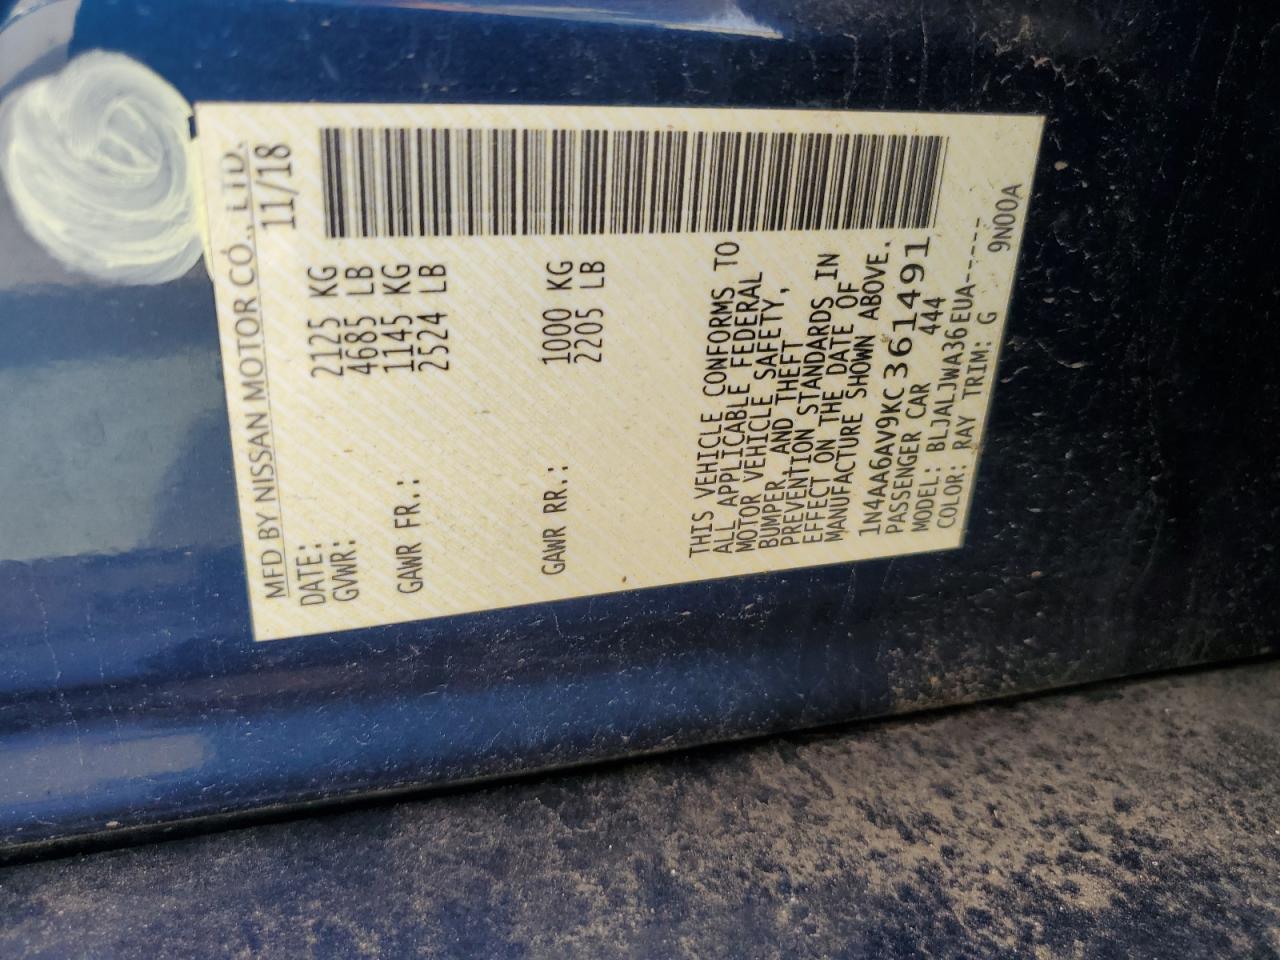 MFD BY NISSAN MOTOR CO., LTD.
DATE: 11/18
GVWR: 2125 KG
4685 LB
GAWR FR.: 1145 KG
2524 LB
GAWR RR.: 1000 KG
2205 LB
THIS VEHICLE CONFORMS TO
ALL APPLICABLE FEDERAL
MOTOR VEHICLE SAFETY,
BUMPER, AND THEFT
PREVENTION STANDARDS IN
EFFECT ON THE DATE OF
MANUFACTURE SHOWN ABOVE.
1N4AA6AV9KC361491
PASSENGER CAR 444
MODEL: BLJALJWA36EUA-----
COLOR: RAY TRIM: G 9N00A